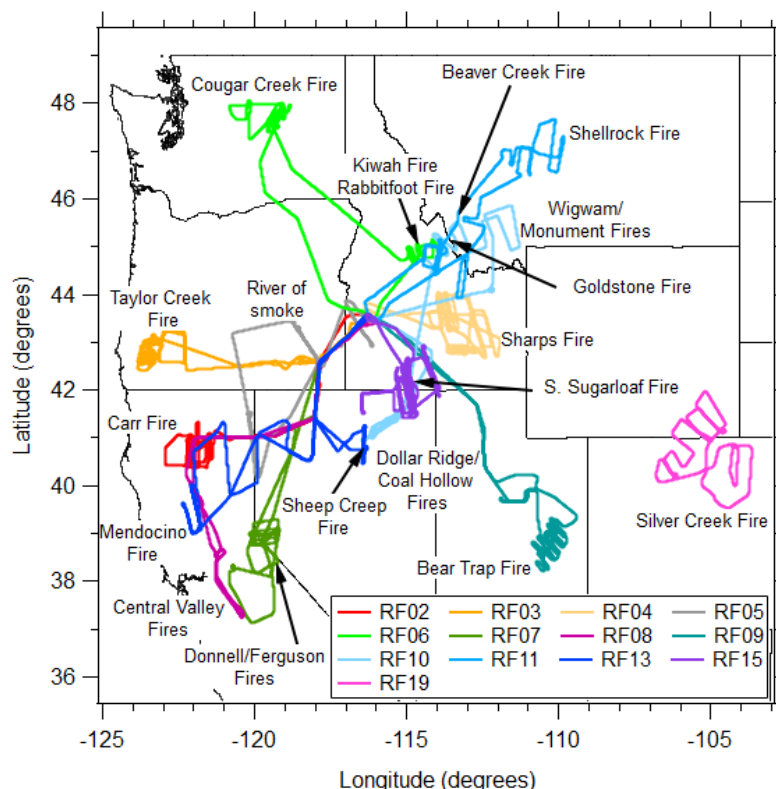 Cougar Creek Fire
Beaver Creek Fire
Shellrock Fire
Kiwah Fire
Rabbitfoot Fire
Wigwam/
Monument Fires
Goldstone Fire
Taylor Creek
Fire
River of
smoke
Sharps Fire
S. Sugarloaf Fire
Carr Fire
Dollar Ridge/
Coal Hollow
Fires
Sheep Creep
Fire
Mendocino
Fire
Silver Creek Fire
Bear Trap Fire
Central Valley
Fires
Donnell/Ferguson
Fires
RF02 RF03 RF04 RF05
RF06 RF07 RF08 RF09
RF10 RF11 RF13 RF15
RF19
48
46
44
42
40
38
36
Latitude (degrees)
-125 -120 -115 -110 -105
Longitude (degrees)